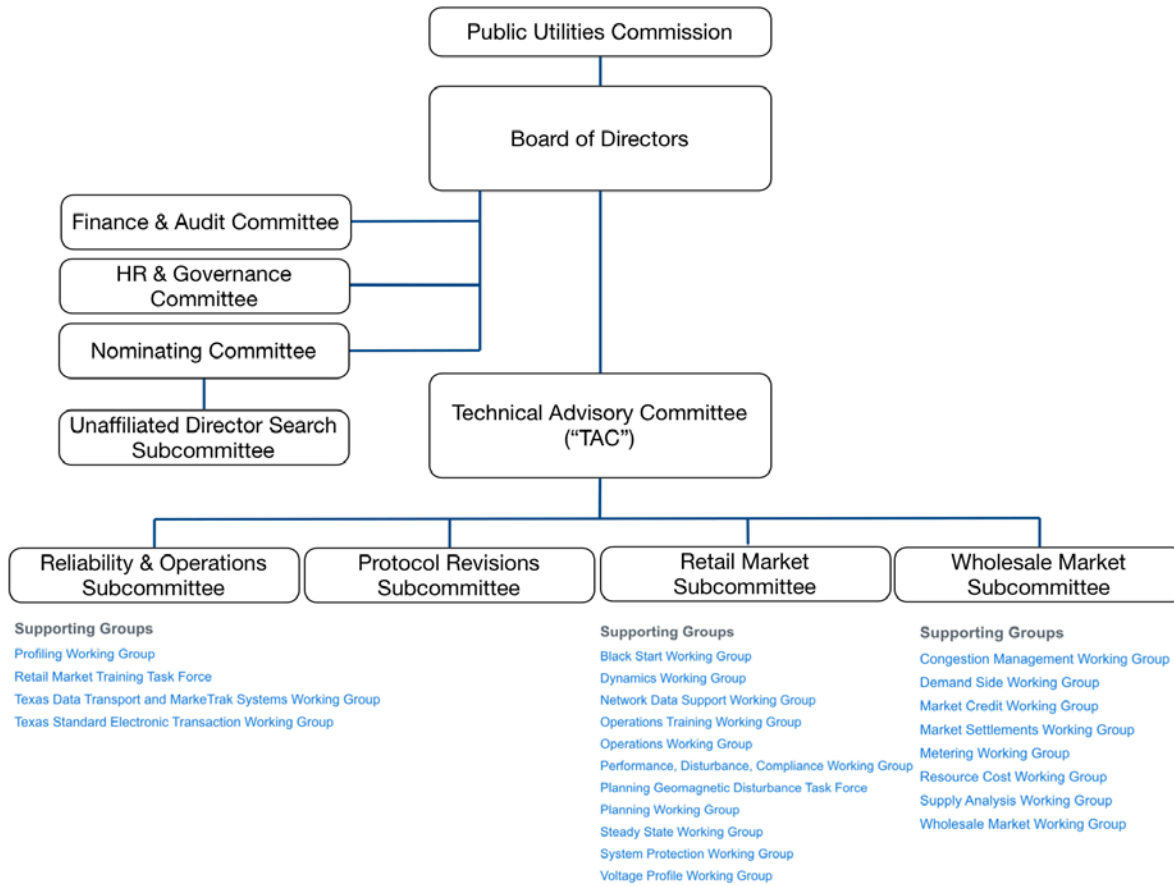 Public Utilities Commission
Board of Directors
Finance & Audit Committee
HR & Governance
Committee
Nominating Committee
Unaffiliated Director Search
Subcommittee
Technical Advisory Committee
(“TAC”)
Reliability & Operations
Subcommittee
Protocol Revisions
Subcommittee
Retail Market
Subcommittee
Wholesale Market
Subcommittee
Supporting Groups
Profiling Working Group
Retail Market Training Task Force
Texas Data Transport and MarkeTrak Systems Working Group
Texas Standard Electronic Transaction Working Group
Supporting Groups
Black Start Working Group
Dynamics Working Group
Network Data Support Working Group
Operations Training Working Group
Operations Working Group
Performance, Disturbance, Compliance Working Group
Planning Geomagnetic Disturbance Task Force
Planning Working Group
Steady State Working Group
System Protection Working Group
Voltage Profile Working Group
Supporting Groups
Congestion Management Working Group
Demand Side Working Group
Market Credit Working Group
Market Settlements Working Group
Metering Working Group
Resource Cost Working Group
Supply Analysis Working Group
Wholesale Market Working Group